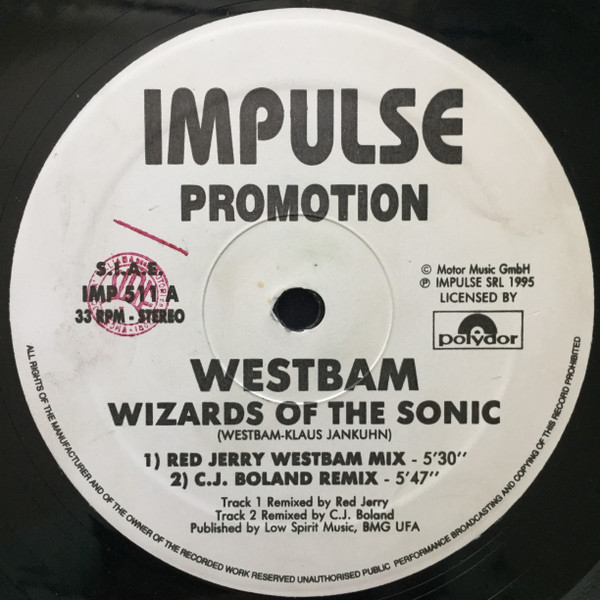 IMPULSE
PROMOTION
S.I.A.E.
IMP 511 A
33 RPM - STEREO
© Motor Music GmbH
℗ IMPULSE SRL 1995
LICENSED BY
polydor
WESTBAM
WIZARDS OF THE SONIC
(WESTBAM-KLAUS JANKUHN)
1) RED JERRY WESTBAM MIX - 5'30''
2) C.J. BOLAND REMIX - 5'47''
Track 1 Remixed by Red Jerry
Track 2 Remixed by C.J. Boland
Published by Low Spirit Music, BMG UFA
ALL RIGHTS OF THE MANUFACTURER AND OF THE OWNER OF THE RECORDED WORK RESERVED UNAUTHORISED PUBLIC PERFORMANCE BROADCASTING AND COPYING OF THIS RECORD PROHIBITED